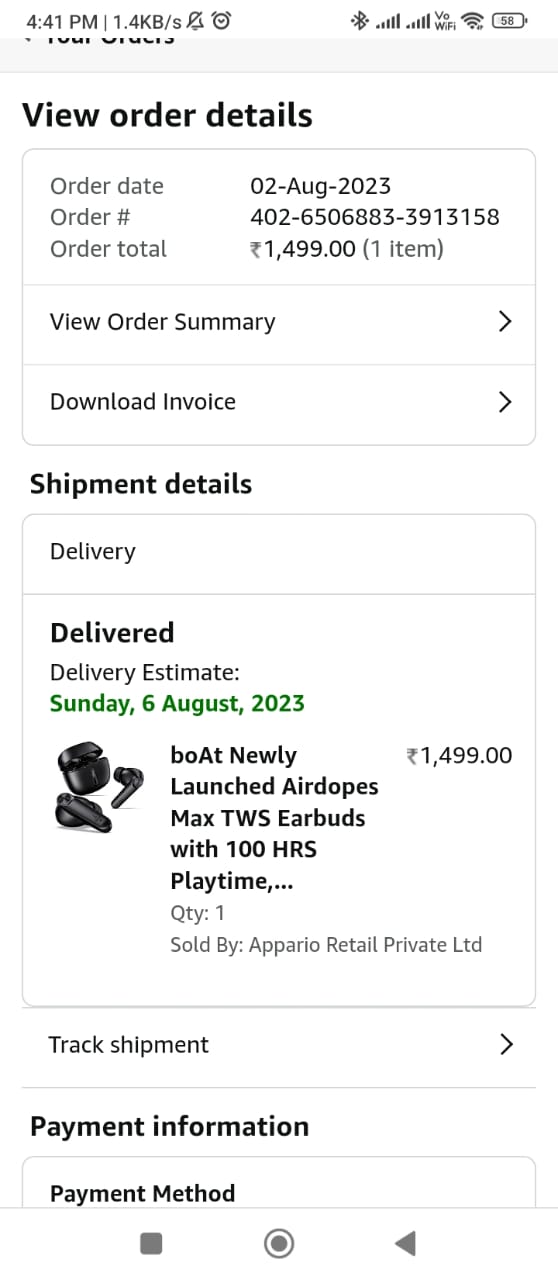 4:41 PM | 1.4KB/s
Vo
WiFi
58
Your Orders
View order details
Order date 02-Aug-2023
Order # 402-6506883-3913158
Order total ₹1,499.00 (1 item)
View Order Summary
Download Invoice
Shipment details
Delivery
Delivered
Delivery Estimate:
Sunday, 6 August, 2023
boAt Newly ₹1,499.00
Launched Airdopes
Max TWS Earbuds
with 100 HRS
Playtime,...
Qty: 1
Sold By: Appario Retail Private Ltd
Track shipment
Payment information
Payment Method